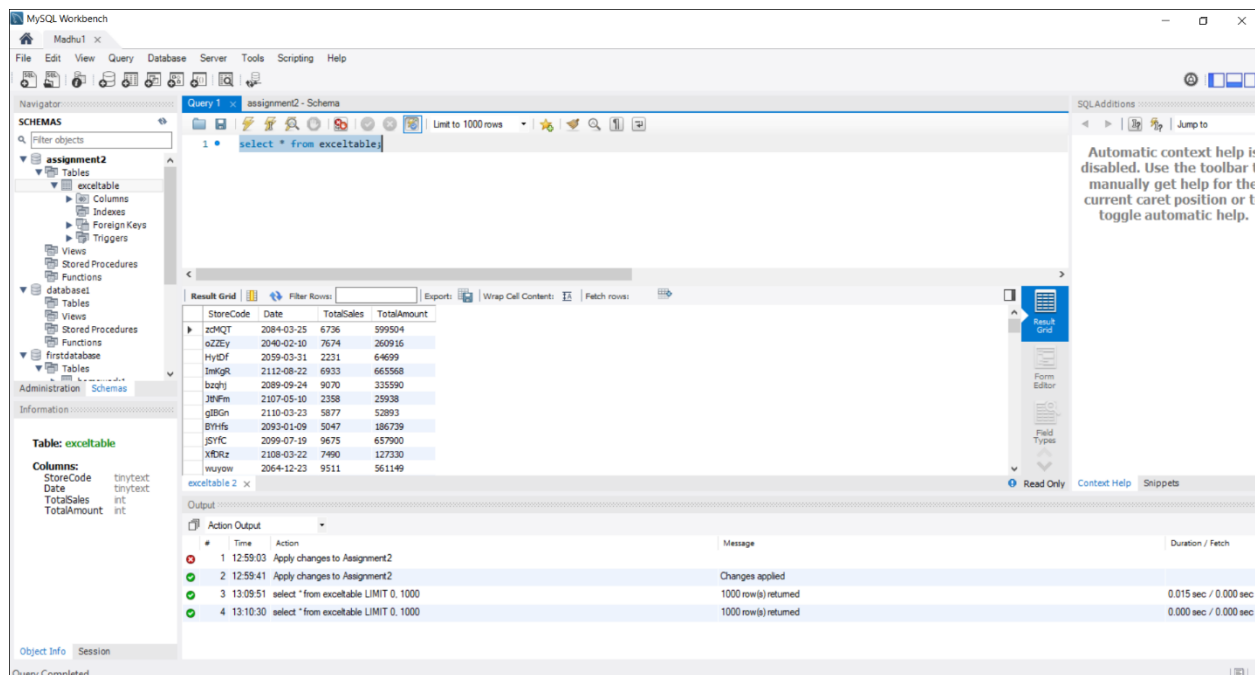 MySQL Workbench
Madhu1 ×
File Edit View Query Database Server Tools Scripting Help
Navigator
SCHEMAS
Filter objects
assignment2
Tables
exceltable
Columns
Indexes
Foreign Keys
Triggers
Views
Stored Procedures
Functions
database1
Tables
Views
Stored Procedures
Functions
firstdatabase
Tables
Administration Schemas
Information
Table: exceltable
Columns:
StoreCode tinytext
Date tinytext
TotalSales int
TotalAmount int
Object Info Session
Query Completed
Query 1 × assignment2 - Schema
Limit to 1000 rows
1 select * from exceltable;
Result Grid Filter Rows: Export: Wrap Cell Content: Fetch rows:
StoreCode Date TotalSales TotalAmount
zcMQT 2084-03-25 6736 599504
oZZEy 2040-02-10 7674 260916
HytDf 2059-03-31 2231 64699
ImKgR 2112-08-22 6933 665568
bzqhj 2089-09-24 9070 335590
JtNFm 2107-05-10 2358 25938
gIBGn 2110-03-23 5877 52893
BYHfs 2093-01-09 5047 186739
jSYfC 2099-07-19 9675 657900
XfDRz 2108-03-22 7490 127330
wuyow 2064-12-23 9511 561149
Result
Grid
Form
Editor
Field
Types
exceltable 2 × Read Only
Output
Action Output
# Time Action Message Duration / Fetch
1 12:59:03 Apply changes to Assignment2
2 12:59:41 Apply changes to Assignment2 Changes applied
3 13:09:51 select * from exceltable LIMIT 0, 1000 1000 row(s) returned 0.015 sec / 0.000 sec
4 13:10:30 select * from exceltable LIMIT 0, 1000 1000 row(s) returned 0.000 sec / 0.000 sec
SQLAdditions
Jump to
Automatic context help is
disabled. Use the toolbar t
manually get help for the
current caret position or t
toggle automatic help.
Context Help Snippets